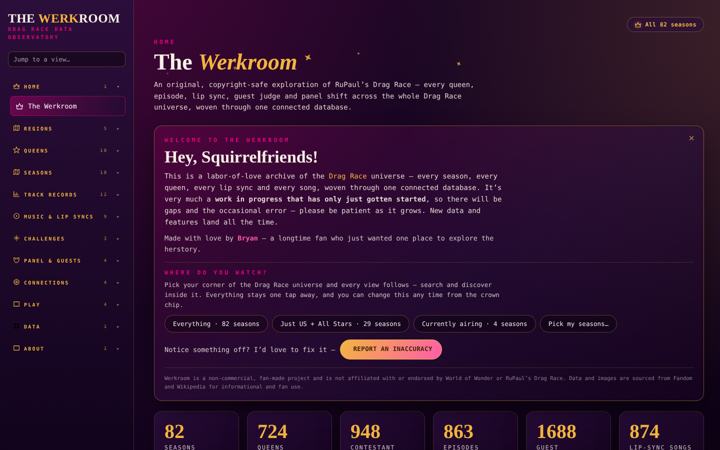 THE WERKROOM
DRAG RACE DATA
OBSERVATORY
Jump to a view…
HOME 1
The Werkroom
REGIONS 5
QUEENS 10
SEASONS 10
TRACK RECORDS 12
MUSIC & LIP SYNCS 9
CHALLENGES 3
PANEL & GUESTS 4
CONNECTIONS 4
PLAY 4
DATA 2
ABOUT 2
All 82 seasons
HOME
The Werkroom
An original, copyright-safe exploration of RuPaul's Drag Race — every queen,
episode, lip sync, guest judge and panel shift across the whole Drag Race
universe, woven through one connected database.
WELCOME TO THE WERKROOM
Hey, Squirrelfriends!
This is a labor-of-love archive of the Drag Race universe — every season, every
queen, every lip sync and every song, woven through one connected database. It's
very much a work in progress that has only just gotten started, so there will be
gaps and the occasional error — please be patient as it grows. New data and
features land all the time.
Made with love by Bryan — a longtime fan who just wanted one place to explore the
herstory.
WHERE DO YOU WATCH?
Pick your corner of the Drag Race universe and every view follows — search and discover
inside it. Everything stays one tap away, and you can change this any time from the crown
chip.
Everything · 82 seasons
Just US + All Stars · 29 seasons
Currently airing · 4 seasons
Pick my seasons…
Notice something off? I'd love to fix it — REPORT AN INACCURACY
Werkroom is a non-commercial, fan-made project and is not affiliated with or endorsed by World of Wonder or RuPaul's Drag Race. Data and images are sourced from Fandom
and Wikipedia for informational and fan use.
82 724 948 863 1688 874
SEASONS QUEENS CONTESTANT EPISODES GUEST LIP-SYNC SONGS